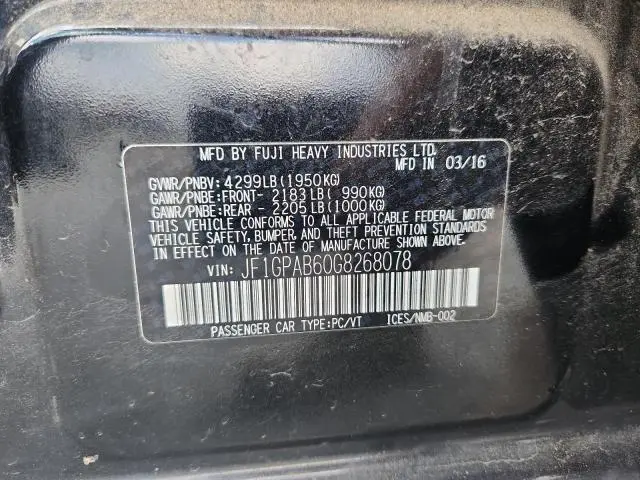 MFD BY FUJI HEAVY INDUSTRIES LTD.
MFD IN 03/16
GVWR/PNBV: 4299LB(1950KG)
GAWR/PNBE:FRONT- 2183LB( 990KG)
GAWR/PNBE:REAR - 2205LB(1000KG)
THIS VEHICLE CONFORMS TO ALL APPLICABLE FEDERAL MOTOR
VEHICLE SAFETY, BUMPER, AND THEFT PREVENTION STANDARDS
IN EFFECT ON THE DATE OF MANUFACTURE SHOWN ABOVE.
VIN: JF1GPAB60G8268078
PASSENGER CAR TYPE:PC/VT ICES/NMB-002